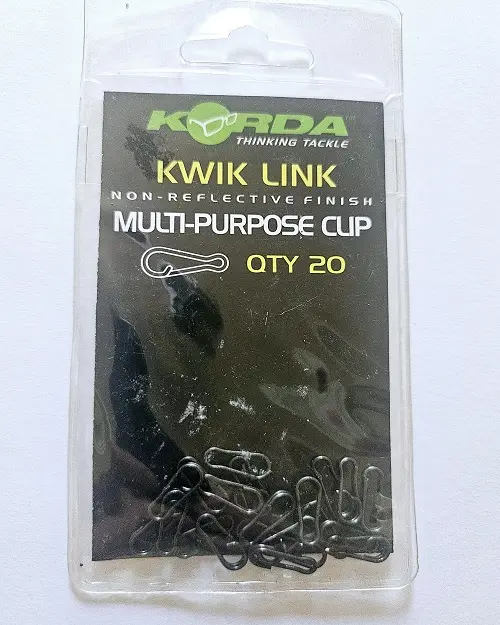 KORDA
THINKING TACKLE
KWIK LINK
NON-REFLECTIVE FINISH
MULTI-PURPOSE CLIP
QTY 20